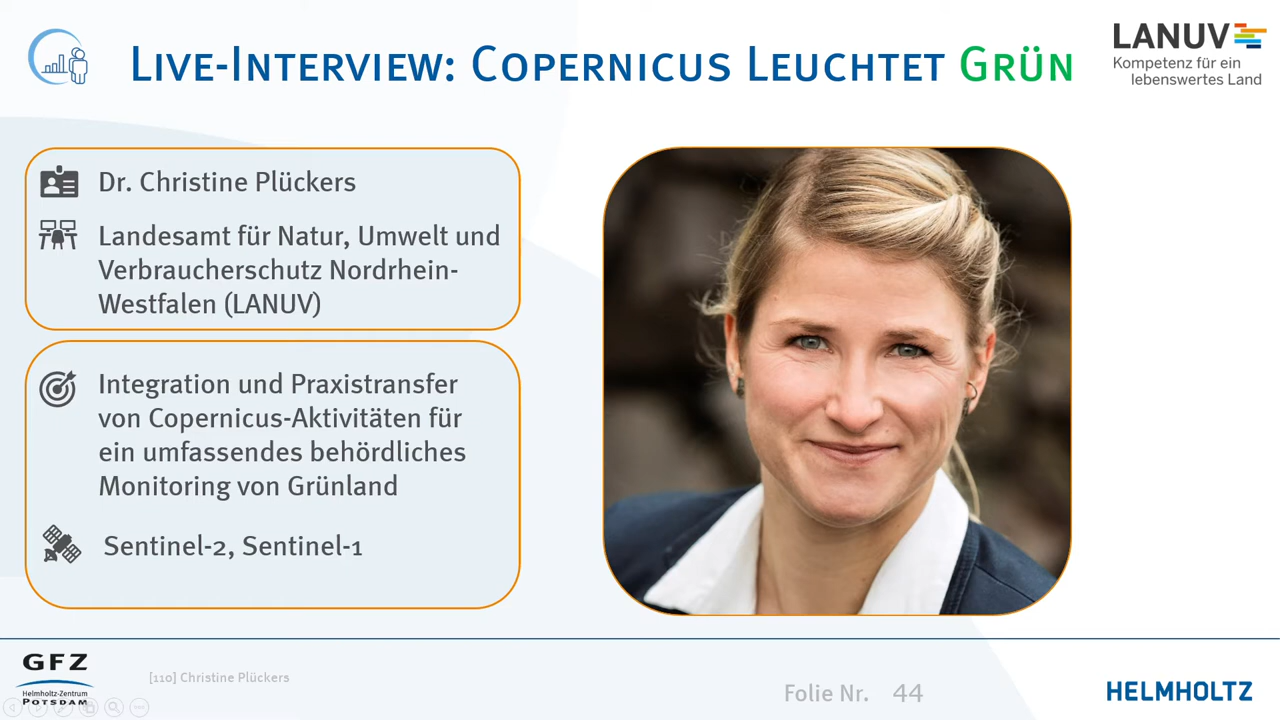 Live-Interview: Copernicus Leuchtet Grün
LANUV
Kompetenz für ein
lebenswertes Land
Dr. Christine Plückers
Landesamt für Natur, Umwelt und
Verbraucherschutz Nordrhein-
Westfalen (LANUV)
Integration und Praxistransfer
von Copernicus-Aktivitäten für
ein umfassendes behördliches
Monitoring von Grünland
Sentinel-2, Sentinel-1
GFZ
Helmholtz-Zentrum
POTSDAM
[110] Christine Plückers
Folie Nr. 44
HELMHOLTZ